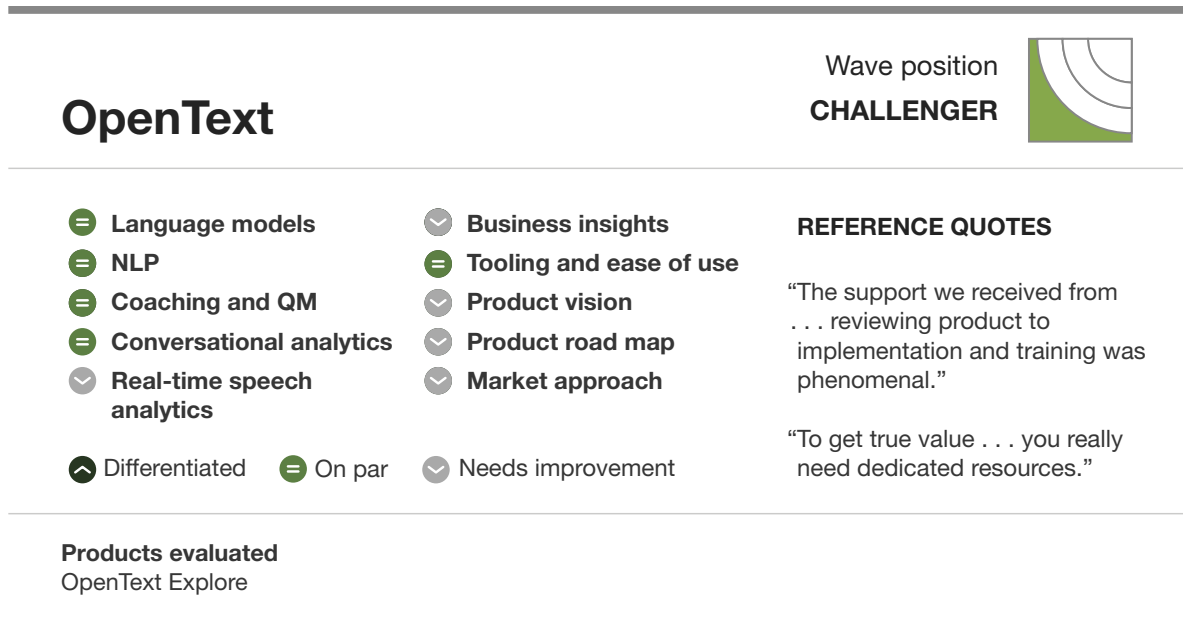 OpenText
Wave position
CHALLENGER
Language models
NLP
Coaching and QM
Conversational analytics
Real-time speech
analytics
Business insights
Tooling and ease of use
Product vision
Product road map
Market approach
Differentiated
On par
Needs improvement
REFERENCE QUOTES
“The support we received from
. . . reviewing product to
implementation and training was
phenomenal.”
“To get true value . . . you really
need dedicated resources.”
Products evaluated
OpenText Explore